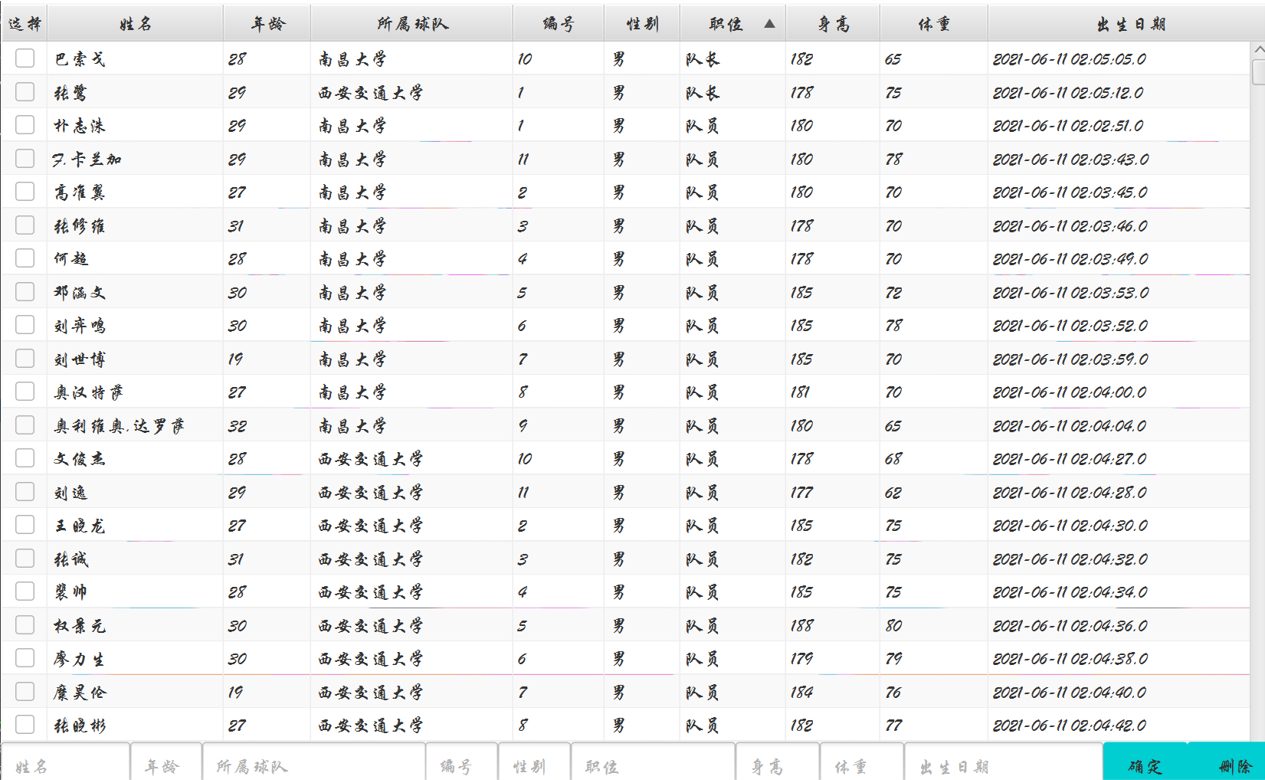 选择 姓名 年龄 所属球队 编号 性别 职位 ▲ 身高 体重 出生日期
巴索戈 28 南昌大学 10 男 队长 182 65 2021-06-11 02:05:05.0
张鹭 29 西安交通大学 1 男 队长 178 75 2021-06-11 02:05:12.0
朴志洙 29 南昌大学 1 男 队员 180 70 2021-06-11 02:02:51.0
F.卡兰加 29 南昌大学 11 男 队员 180 78 2021-06-11 02:03:43.0
高准翼 27 南昌大学 2 男 队员 180 70 2021-06-11 02:03:45.0
张修维 31 南昌大学 3 男 队员 178 70 2021-06-11 02:03:46.0
何超 28 南昌大学 4 男 队员 178 70 2021-06-11 02:03:49.0
邓涵文 30 南昌大学 5 男 队员 185 72 2021-06-11 02:03:53.0
刘弈鸣 30 南昌大学 6 男 队员 185 78 2021-06-11 02:03:52.0
刘世博 19 南昌大学 7 男 队员 185 70 2021-06-11 02:03:59.0
奥汉特萨 27 南昌大学 8 男 队员 181 70 2021-06-11 02:04:00.0
奥利维奥.达罗萨 32 南昌大学 9 男 队员 180 65 2021-06-11 02:04:04.0
文俊杰 28 西安交通大学 10 男 队员 178 68 2021-06-11 02:04:27.0
刘逸 29 西安交通大学 11 男 队员 177 62 2021-06-11 02:04:28.0
王晓龙 27 西安交通大学 2 男 队员 185 75 2021-06-11 02:04:30.0
张诚 31 西安交通大学 3 男 队员 182 75 2021-06-11 02:04:32.0
裴帅 28 西安交通大学 4 男 队员 185 75 2021-06-11 02:04:34.0
权景元 30 西安交通大学 5 男 队员 188 80 2021-06-11 02:04:36.0
廖力生 30 西安交通大学 6 男 队员 179 79 2021-06-11 02:04:38.0
糜昊伦 19 西安交通大学 7 男 队员 184 76 2021-06-11 02:04:40.0
张晓彬 27 西安交通大学 8 男 队员 182 77 2021-06-11 02:04:42.0
姓名 年龄 所属球队 编号 性别 职位 身高 体重 出生日期 确定 删除